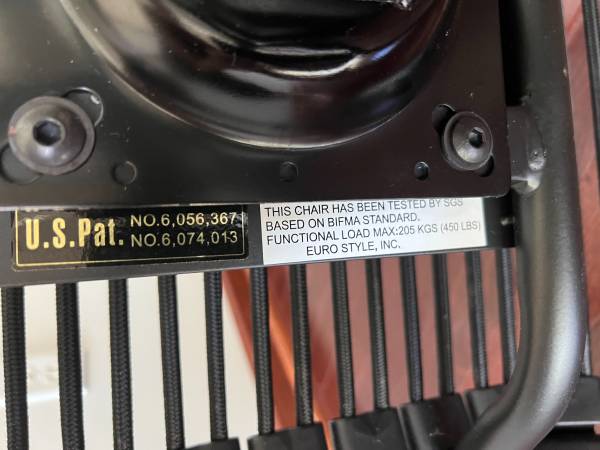 U.S.Pat.
NO.6,056,367
NO.6,074,013
THIS CHAIR HAS BEEN TESTED BY SGS
BASED ON BIFMA STANDARD.
FUNCTIONAL LOAD MAX:205 KGS (450 LBS)
EURO STYLE, INC.